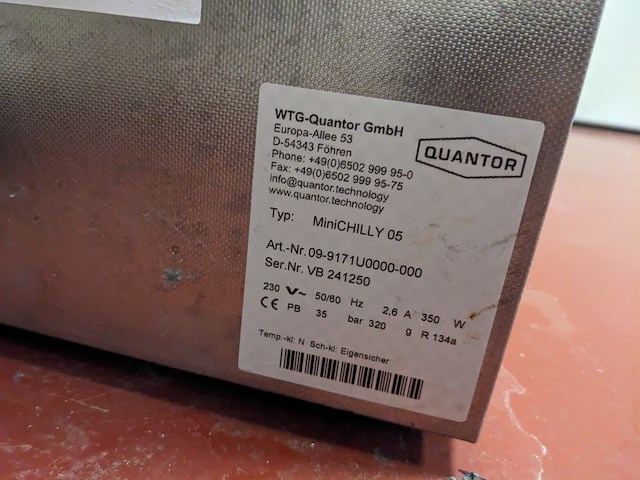 WTG-Quantor GmbH
Europa-Allee 53
D-54343 Föhren
Phone: +49(0)6502 999 95-0
Fax: +49(0)6502 999 95-75
info@quantor.technology
www.quantor.technology
QUANTOR
Typ: MiniCHILLY 05
Art.-Nr. 09-9171U0000-000
Ser.Nr. VB 241250
230 V~ 50/60 Hz 2,6 A 350 W
CE PB 35 bar 320 g R 134a
Temp.-kl: N Sch-kl: Eigensicher